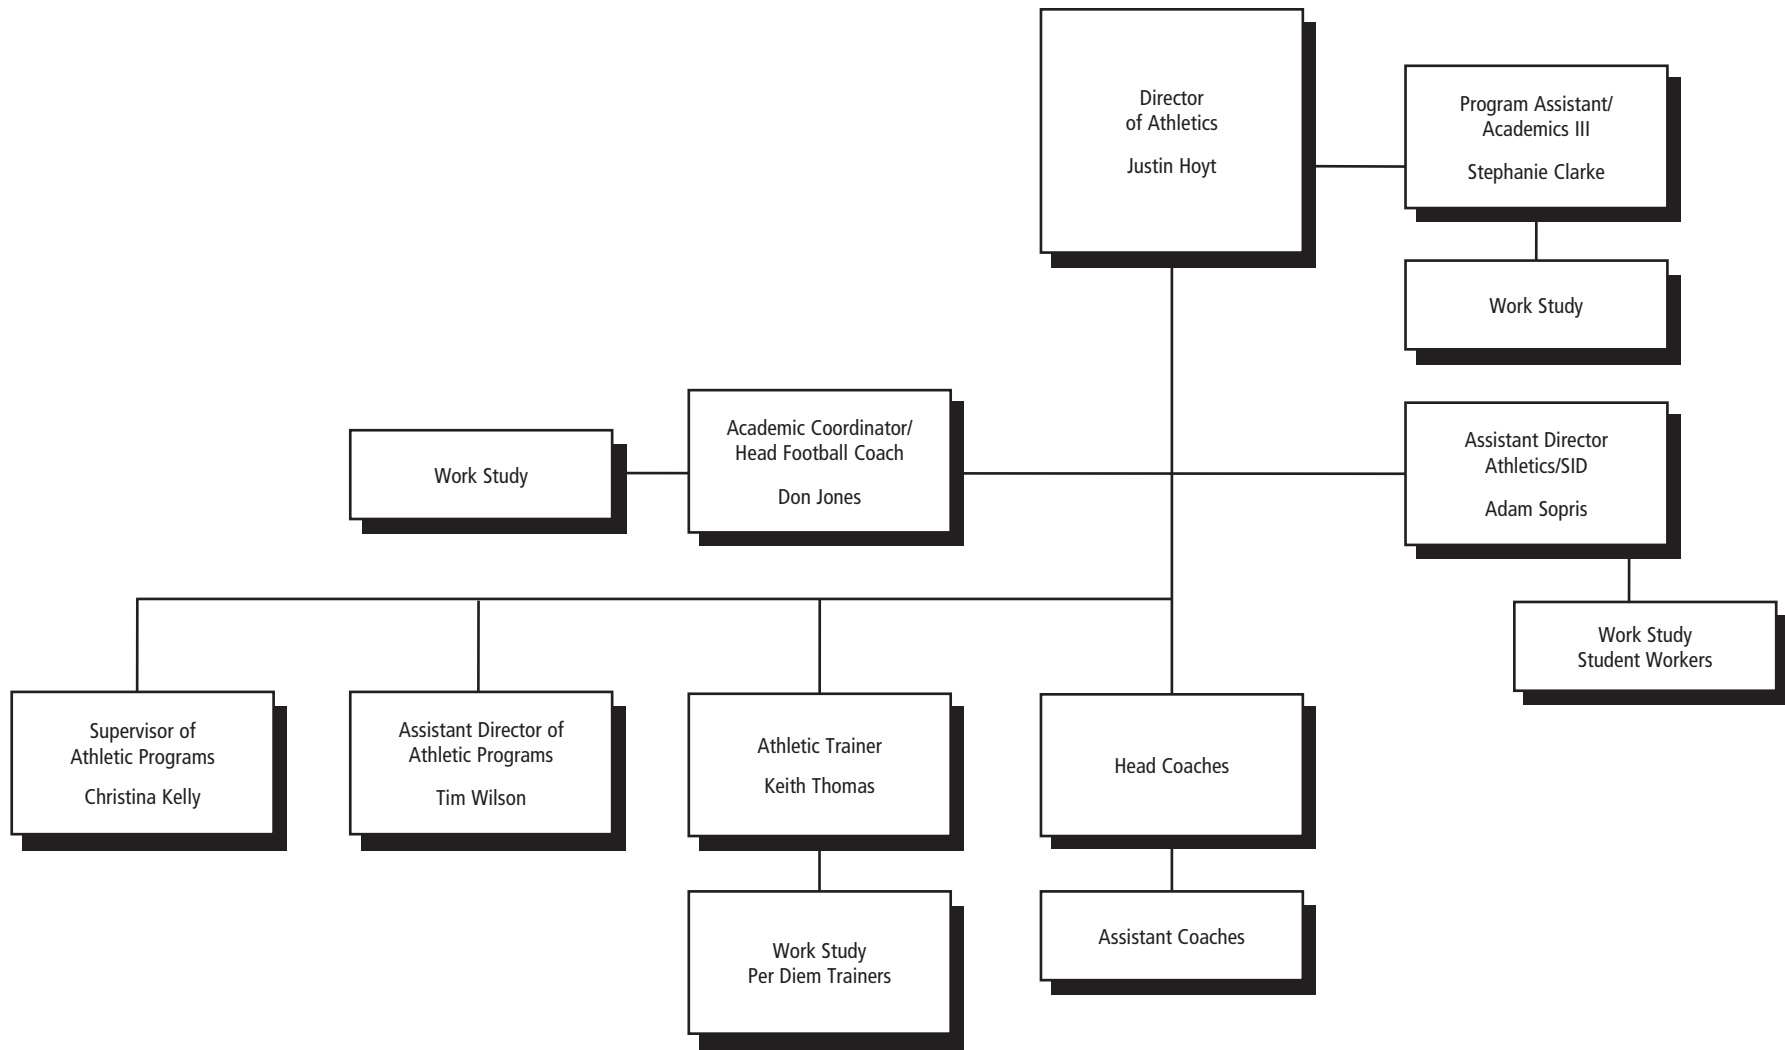 Director
of Athletics
Justin Hoyt
Program Assistant/
Academics III
Stephanie Clarke
Work Study
Work Study
Academic Coordinator/
Head Football Coach
Don Jones
Assistant Director
Athletics/SID
Adam Sopris
Work Study
Student Workers
Supervisor of
Athletic Programs
Christina Kelly
Assistant Director of
Athletic Programs
Tim Wilson
Athletic Trainer
Keith Thomas
Head Coaches
Work Study
Per Diem Trainers
Assistant Coaches